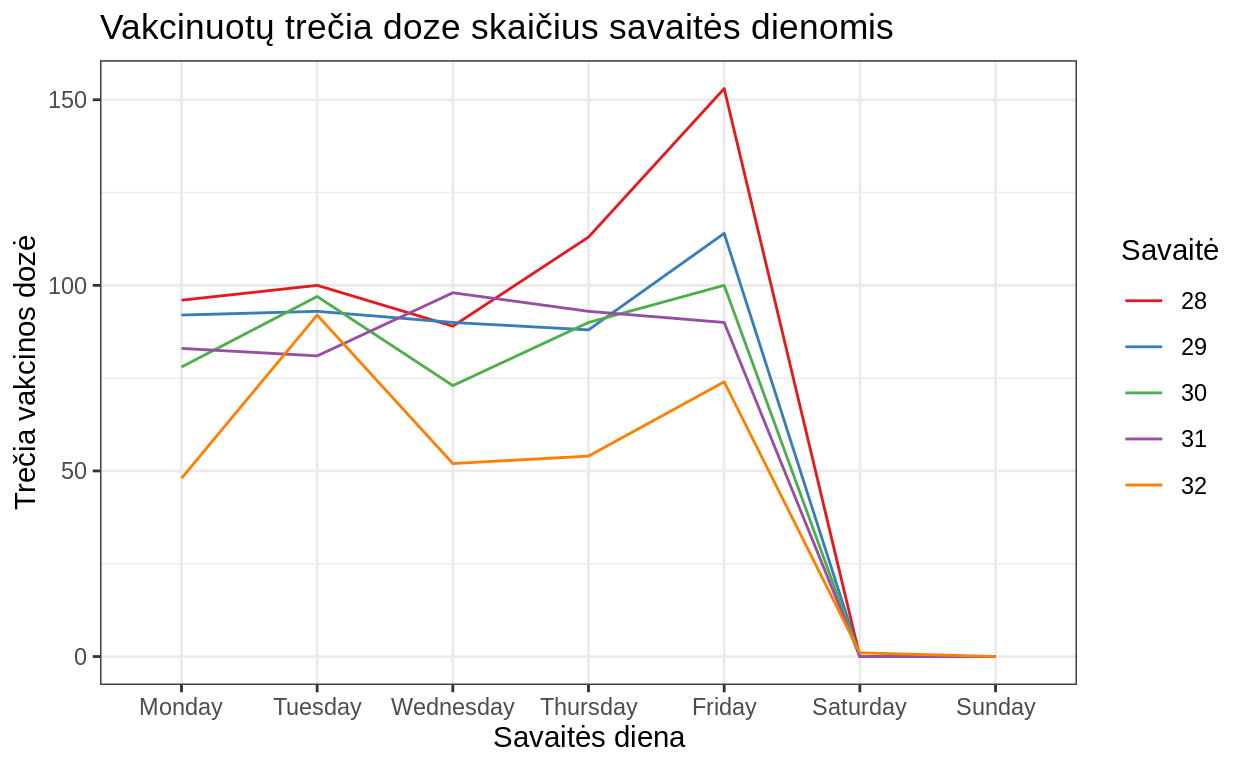 Vakcinuotų trečia doze skaičius savaitės dienomis
Trečia vakcinos dozė
150
100
50
0
Monday Tuesday Wednesday Thursday Friday Saturday Sunday
Savaitės diena
Savaitė
28
29
30
31
32